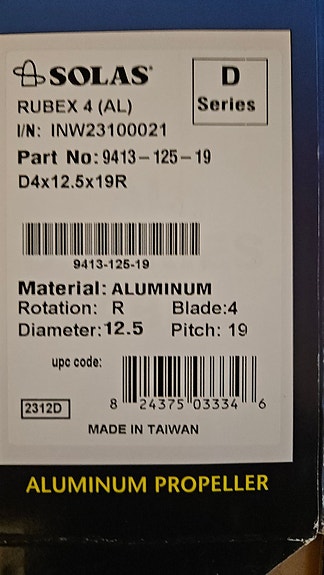 SOLAS®
D
Series
RUBEX 4 (AL)
I/N: INW23100021
Part No: 9413-125-19
D4x12.5x19R
9413-125-19
Material: ALUMINUM
Rotation: R Blade:4
Diameter: 12.5 Pitch: 19
upc code:
2312D
8 24375 03334 6
MADE IN TAIWAN
ALUMINUM PROPELLER